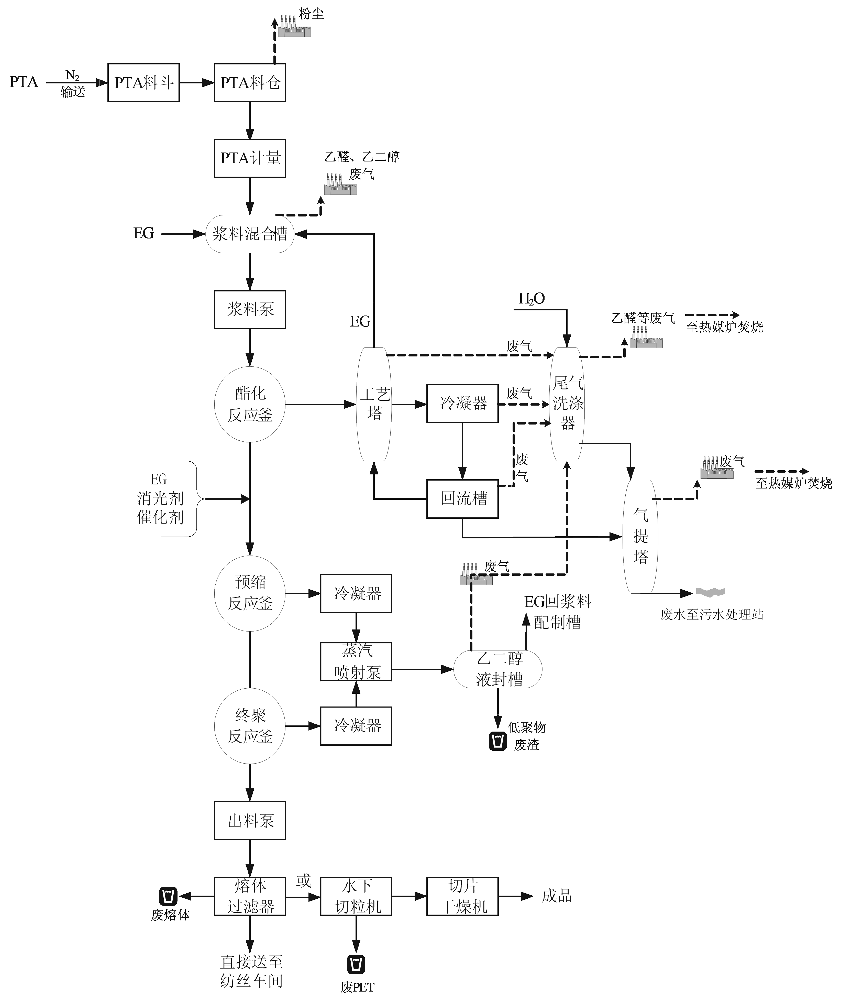 粉尘
PTA
N₂
输送
PTA料斗
PTA料仓
PTA计量
乙醛、乙二醇
废气
EG
浆料混合槽
浆料泵
EG
H₂O
乙醛等废气
至热媒炉焚烧
废气
酯化
反应釜
工艺
塔
冷凝器
废气
尾气
洗涤
器
废
气
废气
至热媒炉焚烧
EG
消光剂
催化剂
回流槽
气
提
塔
废气
预缩
反应釜
冷凝器
EG回浆料
配制槽
废水至污水处理站
蒸汽
喷射泵
乙二醇
液封槽
终聚
反应釜
冷凝器
低聚物
废渣
出料泵
熔体
过滤器
或
水下
切粒机
切片
干燥机
成品
废熔体
直接送至
纺丝车间
废PET